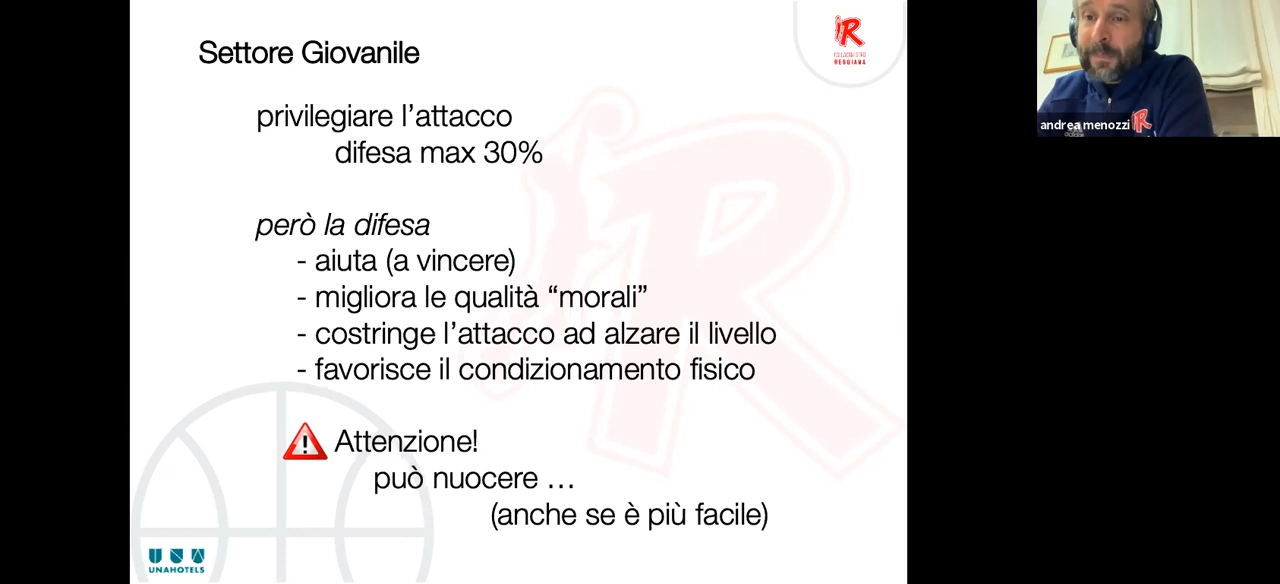 Settore Giovanile
privilegiare l’attacco
difesa max 30%
però la difesa
- aiuta (a vincere)
- migliora le qualità “morali”
- costringe l’attacco ad alzare il livello
- favorisce il condizionamento fisico
Attenzione!
può nuocere …
(anche se è più facile)
UNAHOTELS
REGGIANA
andrea menozzi